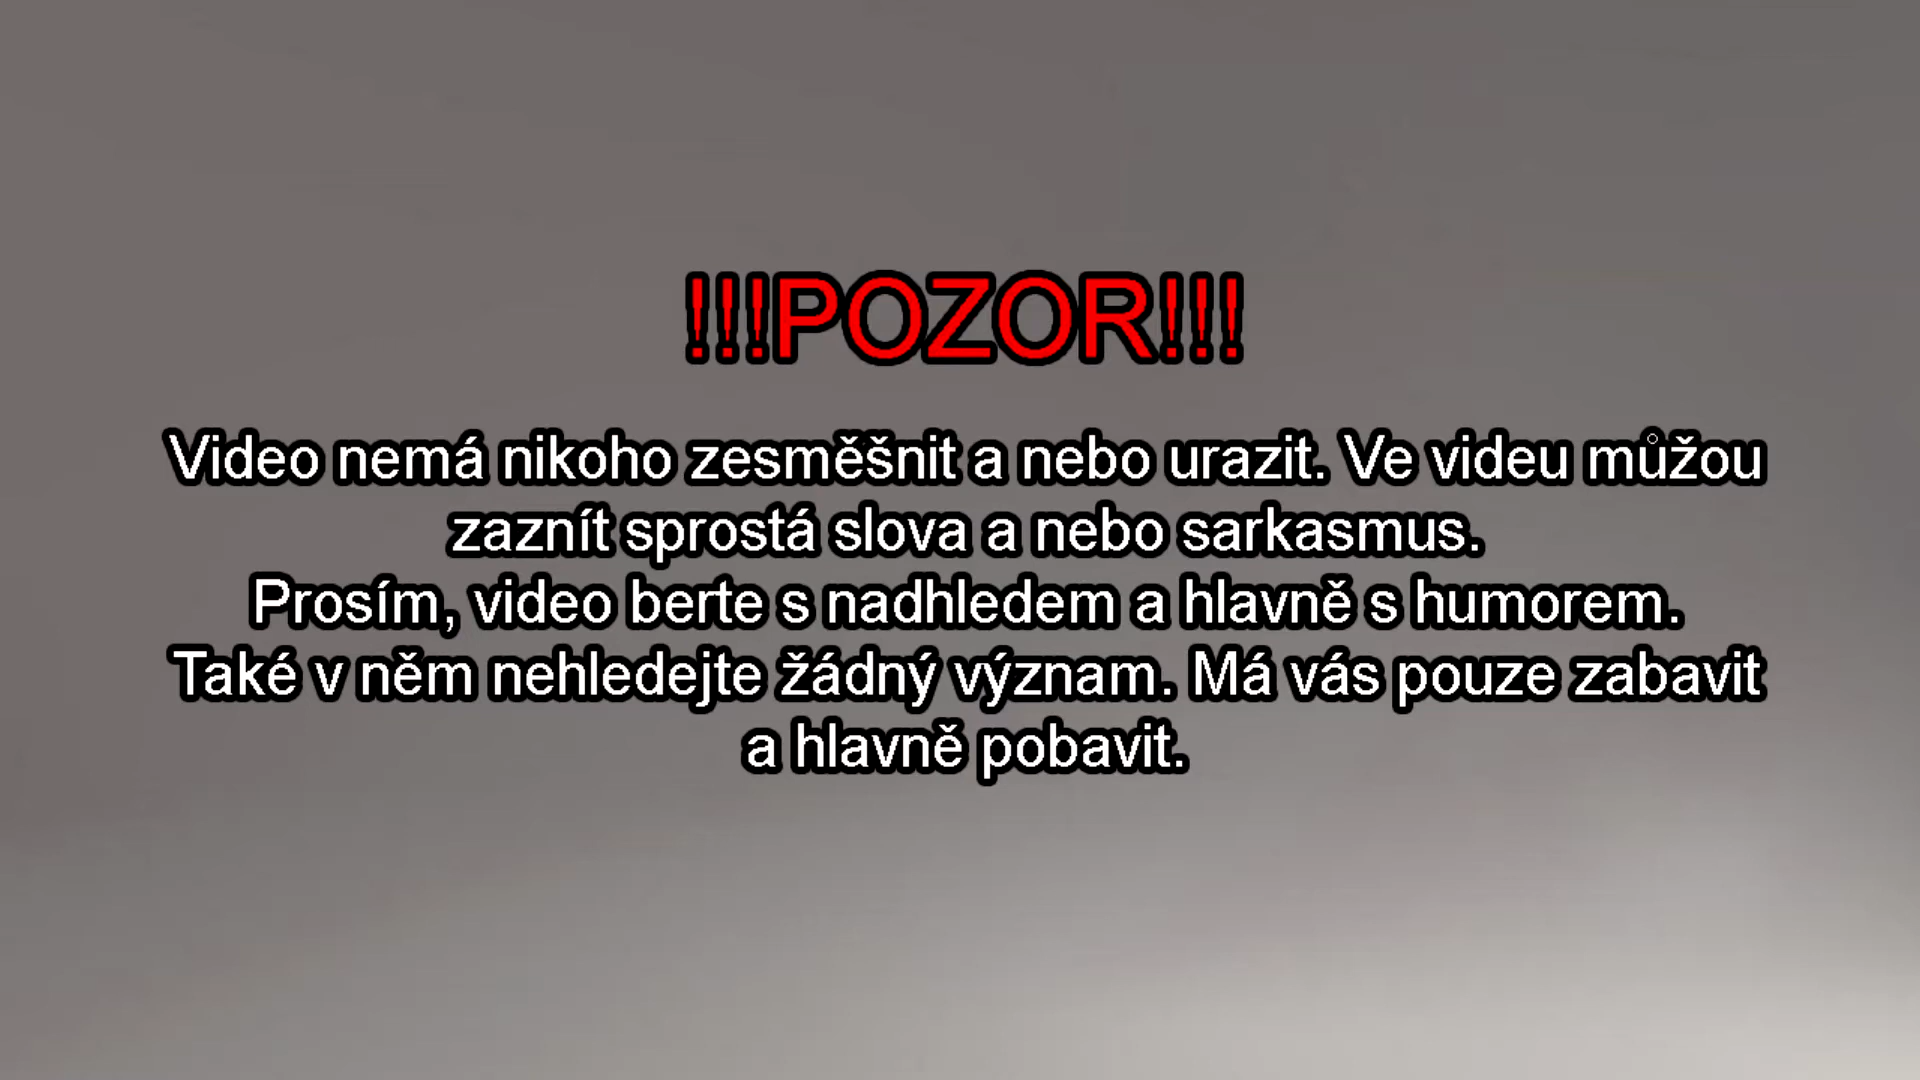 !!!POZOR!!!
Video nemá nikoho zesměšnit a nebo urazit. Ve videu můžou
zaznít sprostá slova a nebo sarkasmus.
Prosím, video berte s nadhledem a hlavně s humorem.
Také v něm nehledejte žádný význam. Má vás pouze zabavit
a hlavně pobavit.